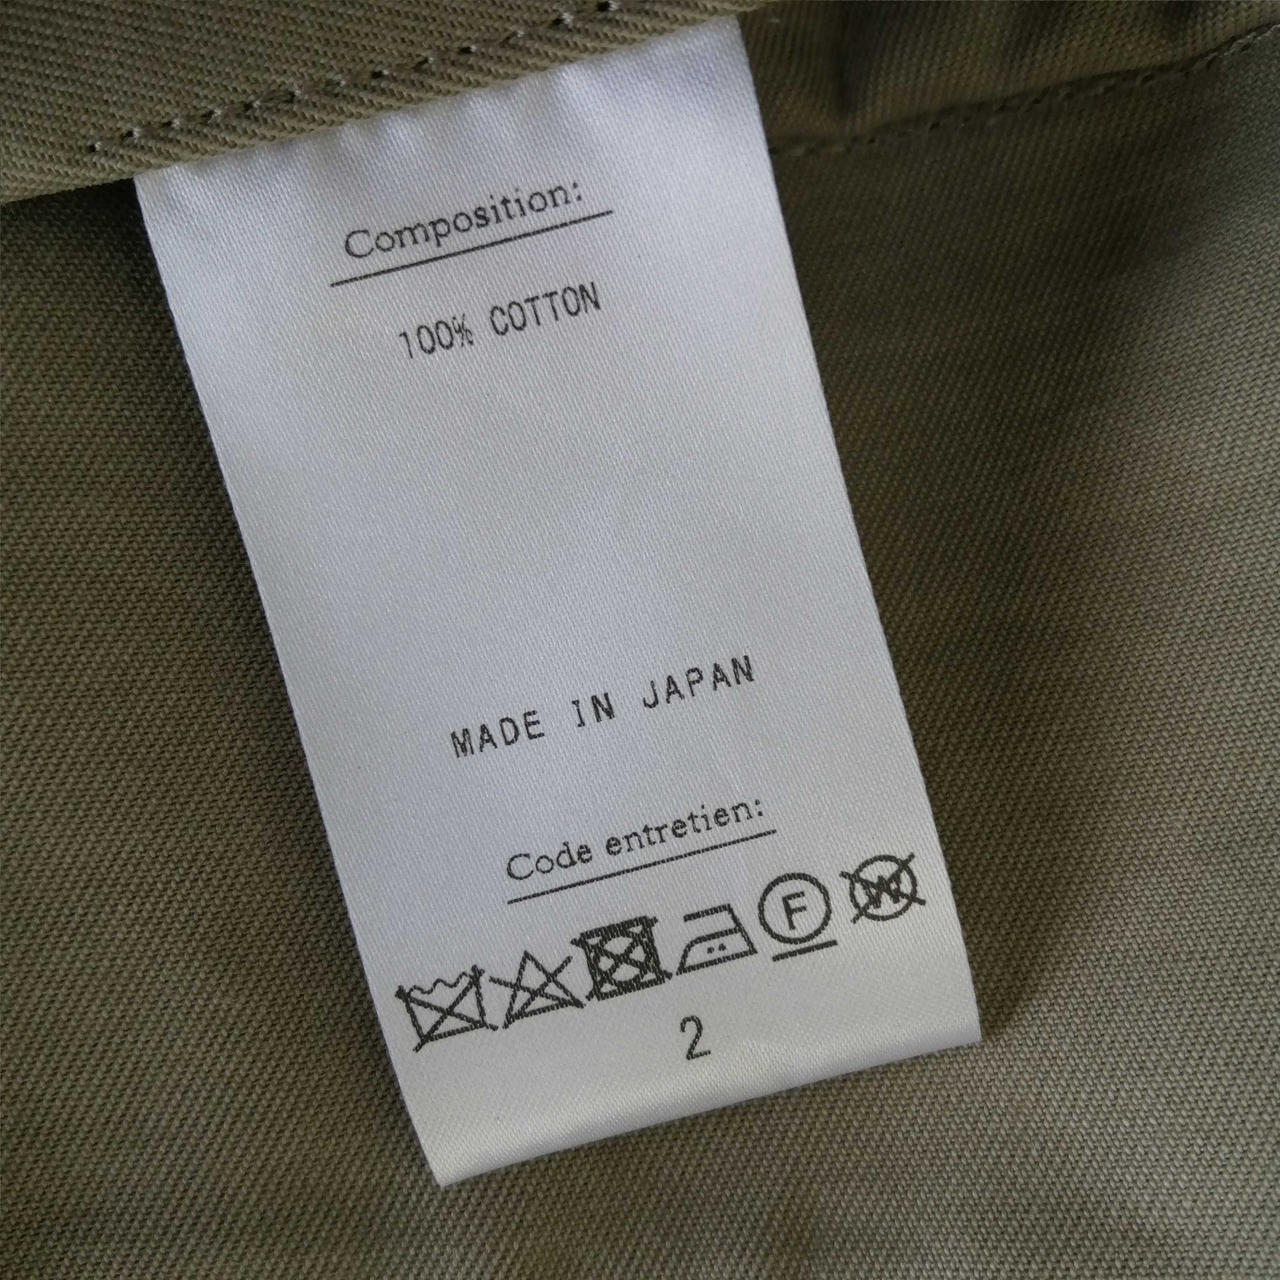 Composition:
100% COTTON
MADE IN JAPAN
Code entretien:
F W
2